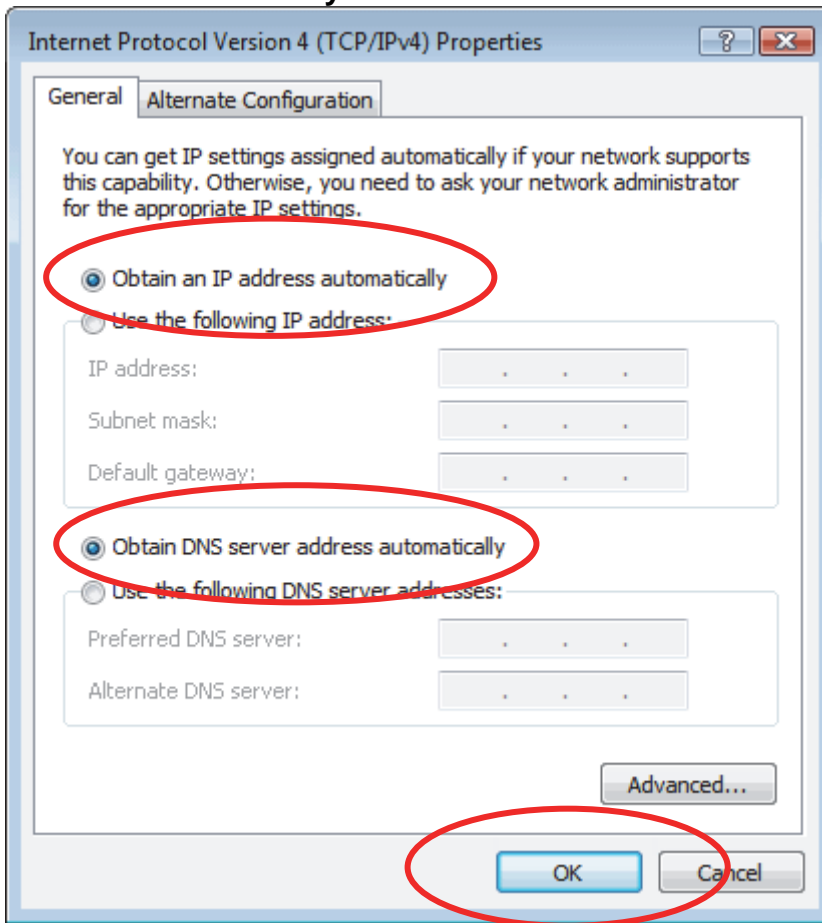 Internet Protocol Version 4 (TCP/IPv4) Properties
General
Alternate Configuration
You can get IP settings assigned automatically if your network supports
this capability. Otherwise, you need to ask your network administrator
for the appropriate IP settings.
Obtain an IP address automatically
Use the following IP address:
IP address:
Subnet mask:
Default gateway:
Obtain DNS server address automatically
Use the following DNS server addresses:
Preferred DNS server:
Alternate DNS server:
Advanced...
OK
Cancel